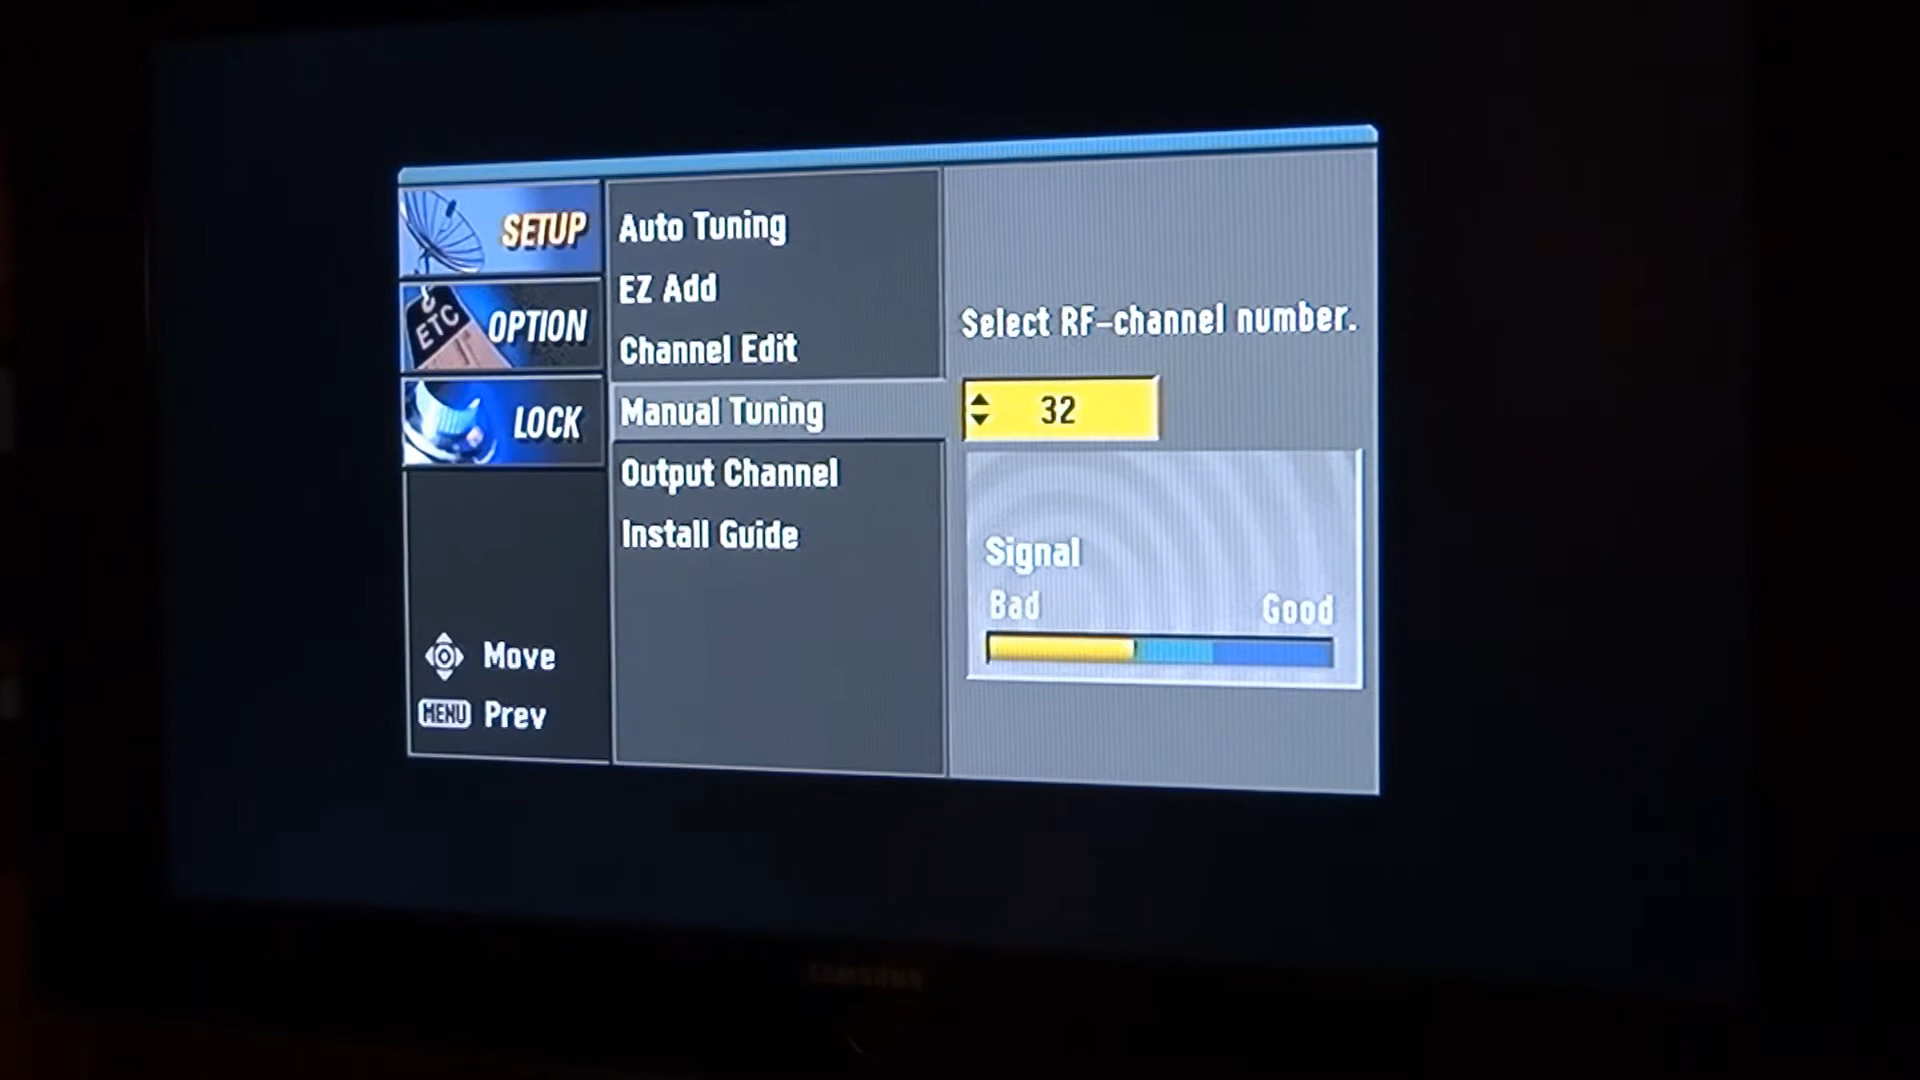 SETUP
ETC
OPTION
LOCK
Move
MENU Prev
Auto Tuning
EZ Add
Channel Edit
Manual Tuning
Output Channel
Install Guide
Select RF-channel number.
32
Signal
Bad Good